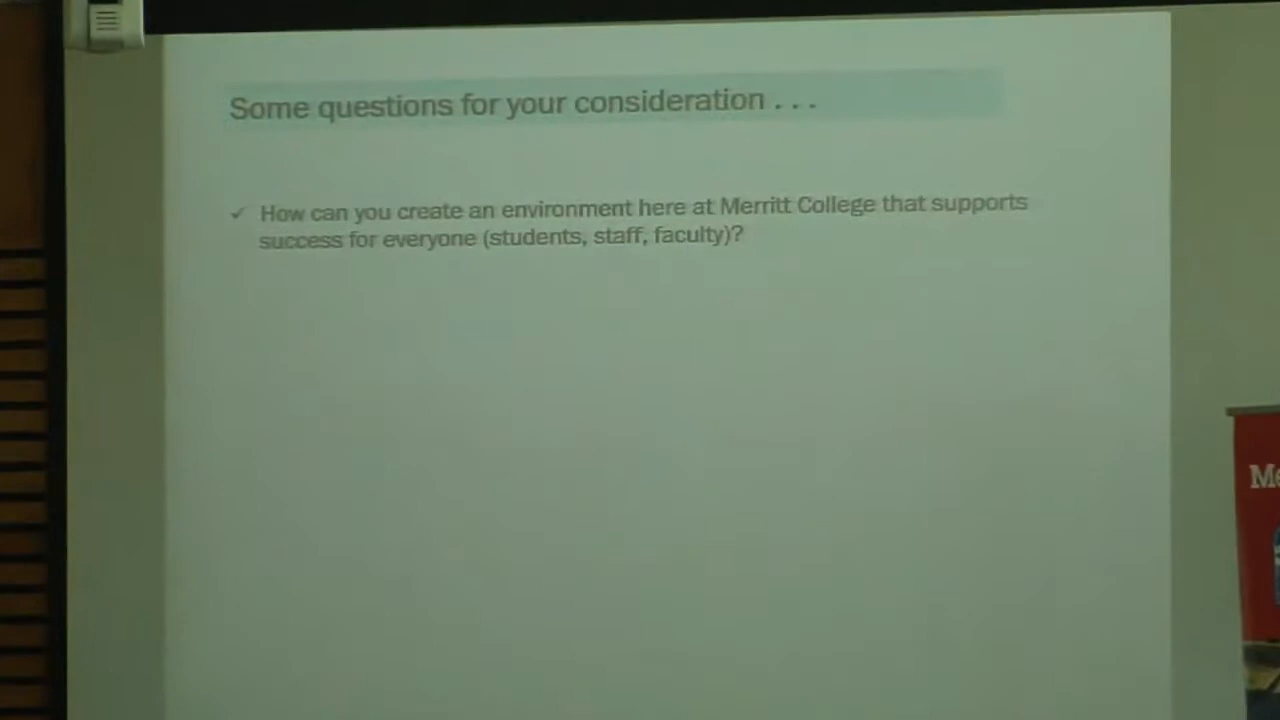 Some questions for your consideration . . .
✓ How can you create an environment here at Merritt College that supports
success for everyone (students, staff, faculty)?